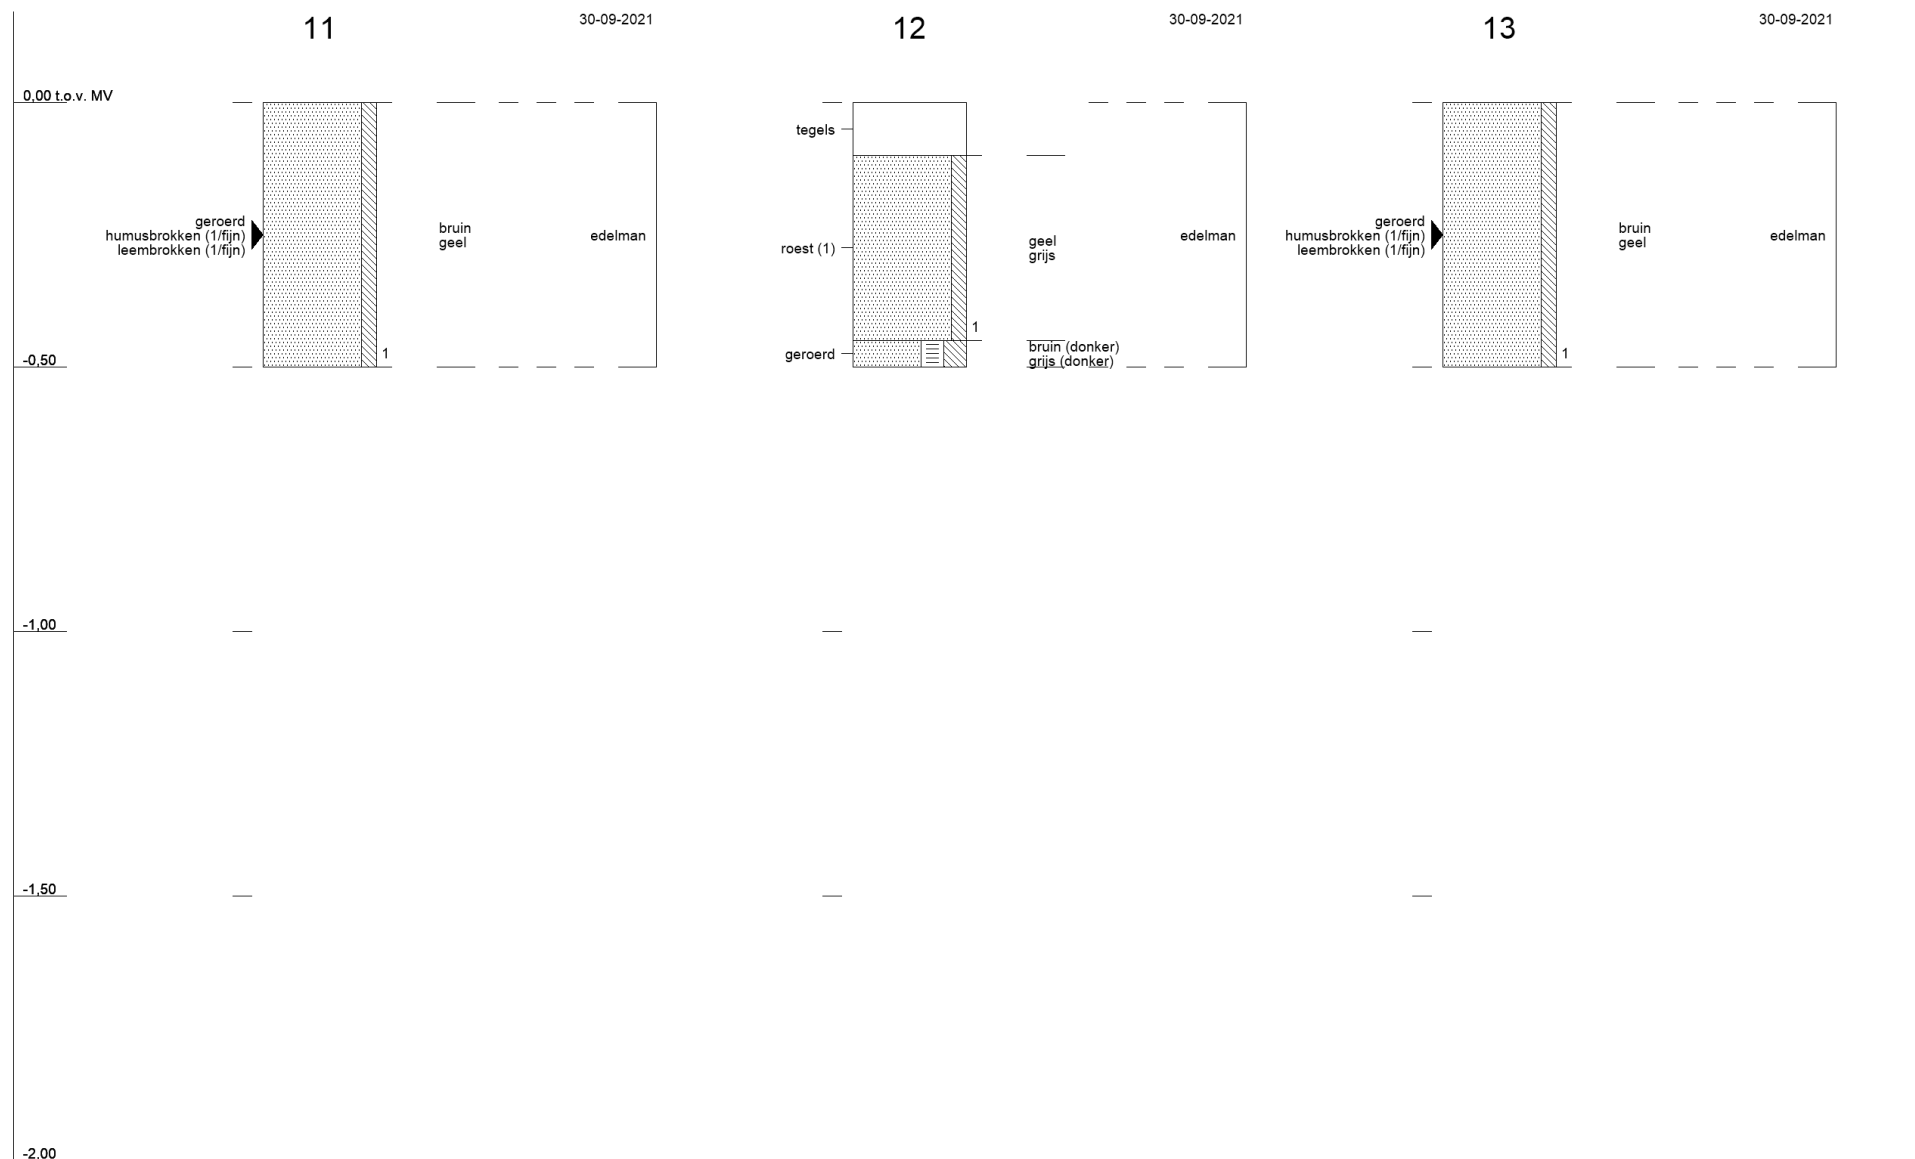 11
30-09-2021
12
30-09-2021
13
30-09-2021
0,00 t.o.v. MV
geroerd
humusbrokken (1/fijn)
leembrokken (1/fijn)
bruin
geel
edelman
1
tegels
roest (1)
geel
grijs
edelman
1
geroerd
bruin (donker)
grijs (donker)
geroerd
humusbrokken (1/fijn)
leembrokken (1/fijn)
bruin
geel
edelman
1
-0,50
-1,00
-1,50
-2.00